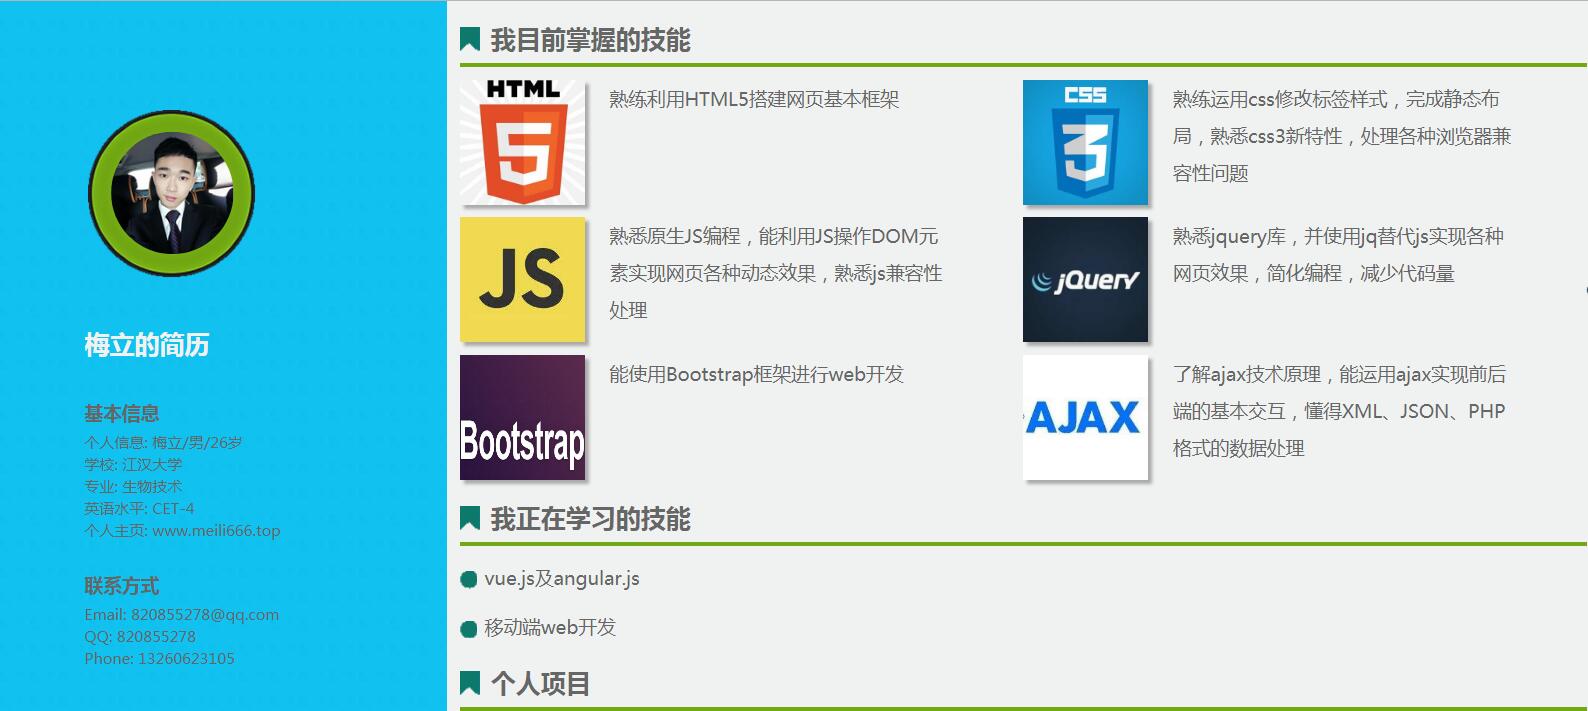 梅立的简历
基本信息
个人信息: 梅立/男/26岁
学校: 江汉大学
专业: 生物技术
英语水平: CET-4
个人主页: www.meili666.top
联系方式
Email: 820855278@qq.com
QQ: 820855278
Phone: 13260623105
我目前掌握的技能
HTML
5
熟练利用HTML5搭建网页基本框架
CSS
3
熟练运用css修改标签样式，完成静态布
局，熟悉css3新特性，处理各种浏览器兼
容性问题
JS
熟悉原生JS编程，能利用JS操作DOM元
素实现网页各种动态效果，熟悉js兼容性
处理
jQuery
熟悉jquery库，并使用jq替代js实现各种
网页效果，简化编程，减少代码量
Bootstrap
能使用Bootstrap框架进行web开发
AJAX
了解ajax技术原理，能运用ajax实现前后
端的基本交互，懂得XML、JSON、PHP
格式的数据处理
我正在学习的技能
vue.js及angular.js
移动端web开发
个人项目